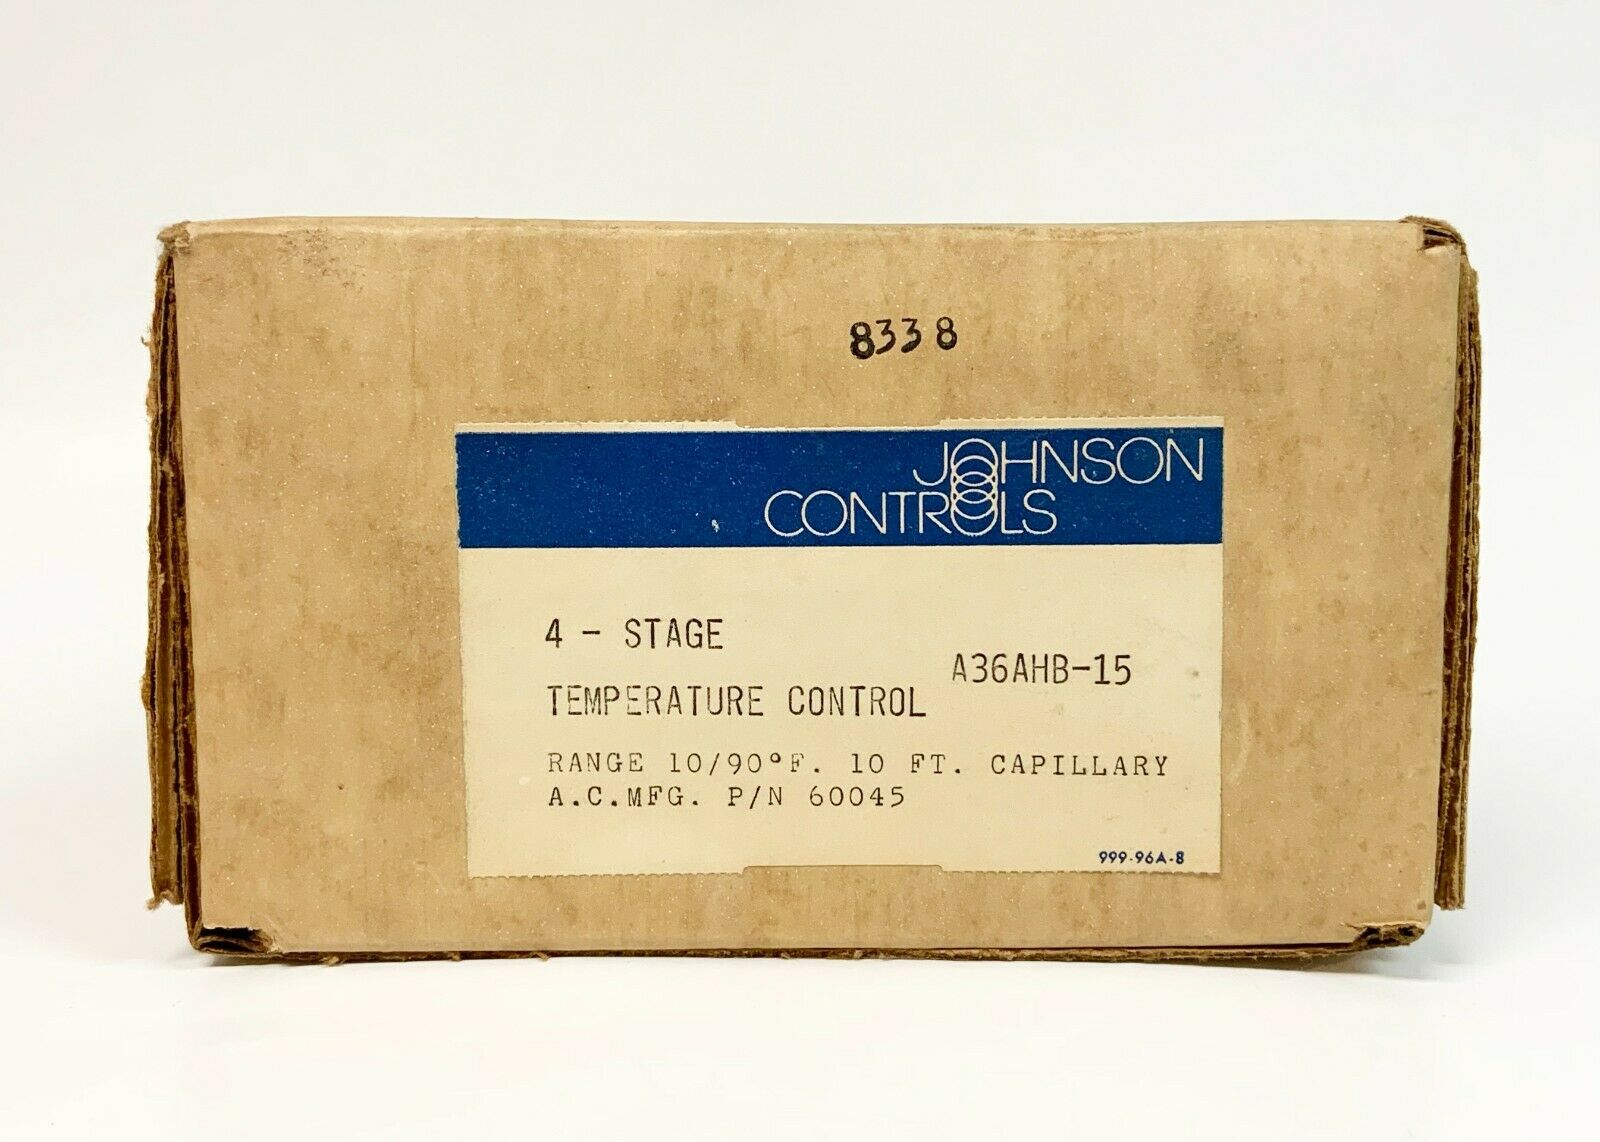 8338
JOHNSON
CONTROLS
4 - STAGE
A36AHB-15
TEMPERATURE CONTROL
RANGE 10/90°F. 10 FT. CAPILLARY
A.C.MFG. P/N 60045
999-96A-8